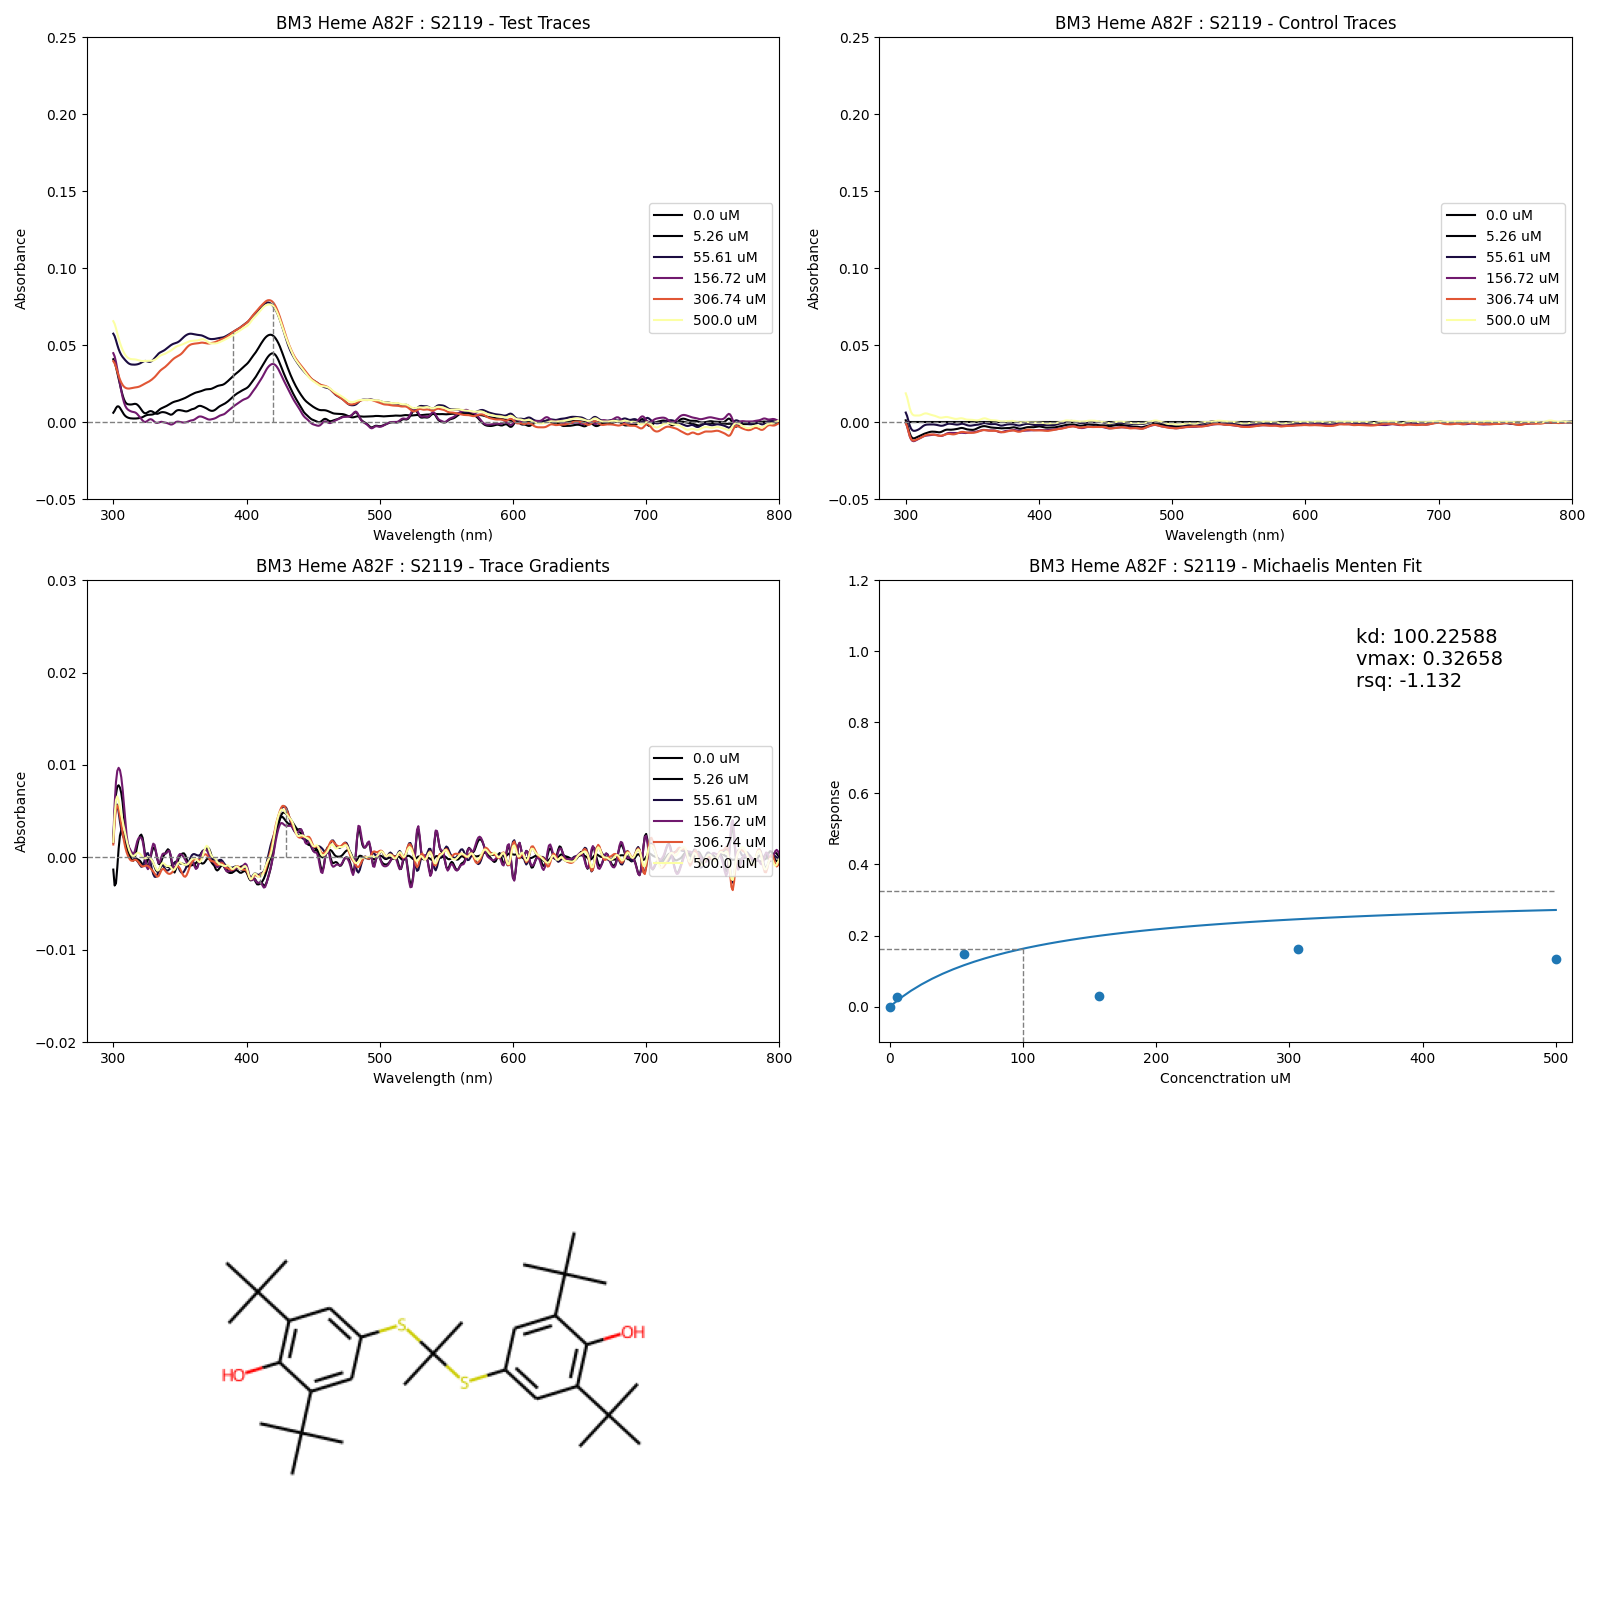 BM3 Heme A82F : S2119 - Test Traces
0.25
0.20
0.15
0.10
0.05
0.00
−0.05
Absorbance
300 400 500 600 700 800
Wavelength (nm)
0.0 uM
5.26 uM
55.61 uM
156.72 uM
306.74 uM
500.0 uM
BM3 Heme A82F : S2119 - Control Traces
0.25
0.20
0.15
0.10
0.05
0.00
−0.05
Absorbance
300 400 500 600 700 800
Wavelength (nm)
0.0 uM
5.26 uM
55.61 uM
156.72 uM
306.74 uM
500.0 uM
BM3 Heme A82F : S2119 - Trace Gradients
0.03
0.02
0.01
0.00
−0.01
−0.02
Absorbance
300 400 500 600 700 800
Wavelength (nm)
0.0 uM
5.26 uM
55.61 uM
156.72 uM
306.74 uM
500.0 uM
BM3 Heme A82F : S2119 - Michaelis Menten Fit
1.2
1.0
0.8
0.6
0.4
0.2
0.0
Response
kd: 100.22588
vmax: 0.32658
rsq: -1.132
0 100 200 300 400 500
Concenctration uM
S
OH
HO
S